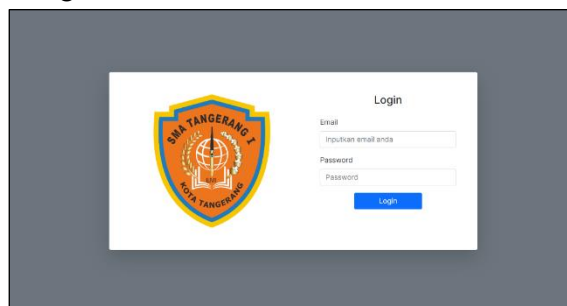 SMA TANGERANG 1
KOTA TANGERANG
Login
Email
Inputkan email anda
Password
Password
Login